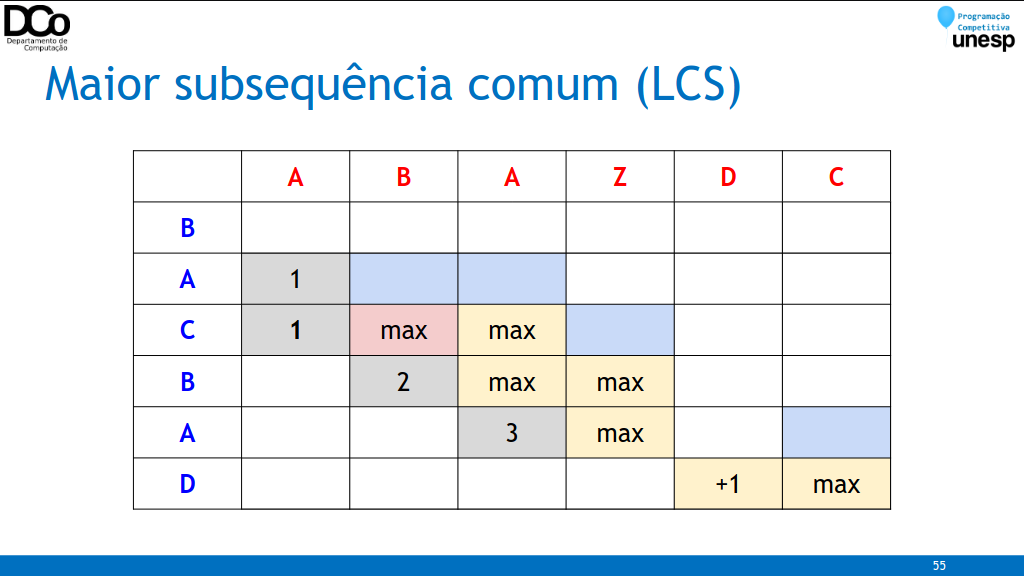 DCo
Departamento de
Computação
Programação
Competitiva
unesp
Maior subsequência comum (LCS)
A B A Z D C
B
A 1
C 1 max max
B 2 max max
A 3 max
D +1 max
55